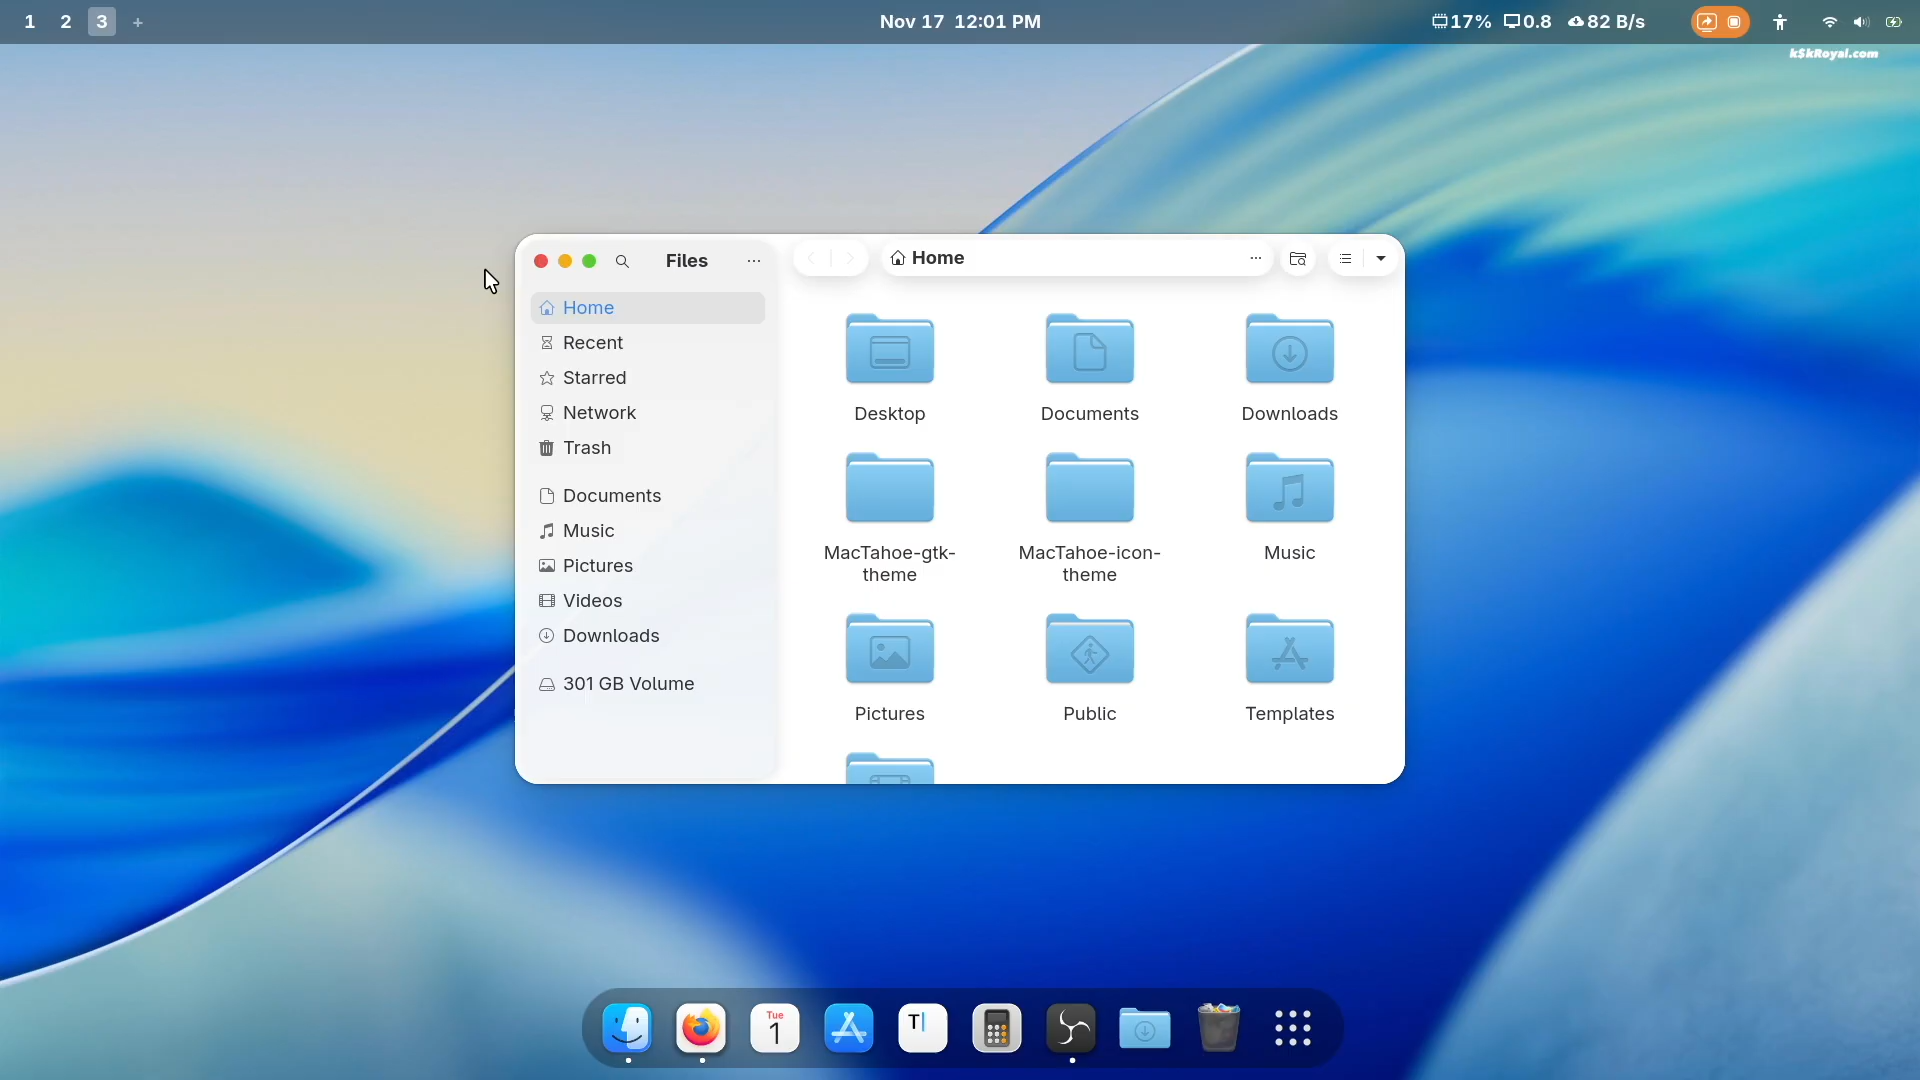 1 2 3 +
Nov 17 12:01 PM
17% 0.8 82 B/s
k$kRoyal.com
Files
Home
Home
Recent
Starred
Network
Trash
Documents
Music
Pictures
Videos
Downloads
301 GB Volume
Desktop
Documents
Downloads
MacTahoe-gtk-
theme
MacTahoe-icon-
theme
Music
Pictures
Public
Templates
Tue
1
T